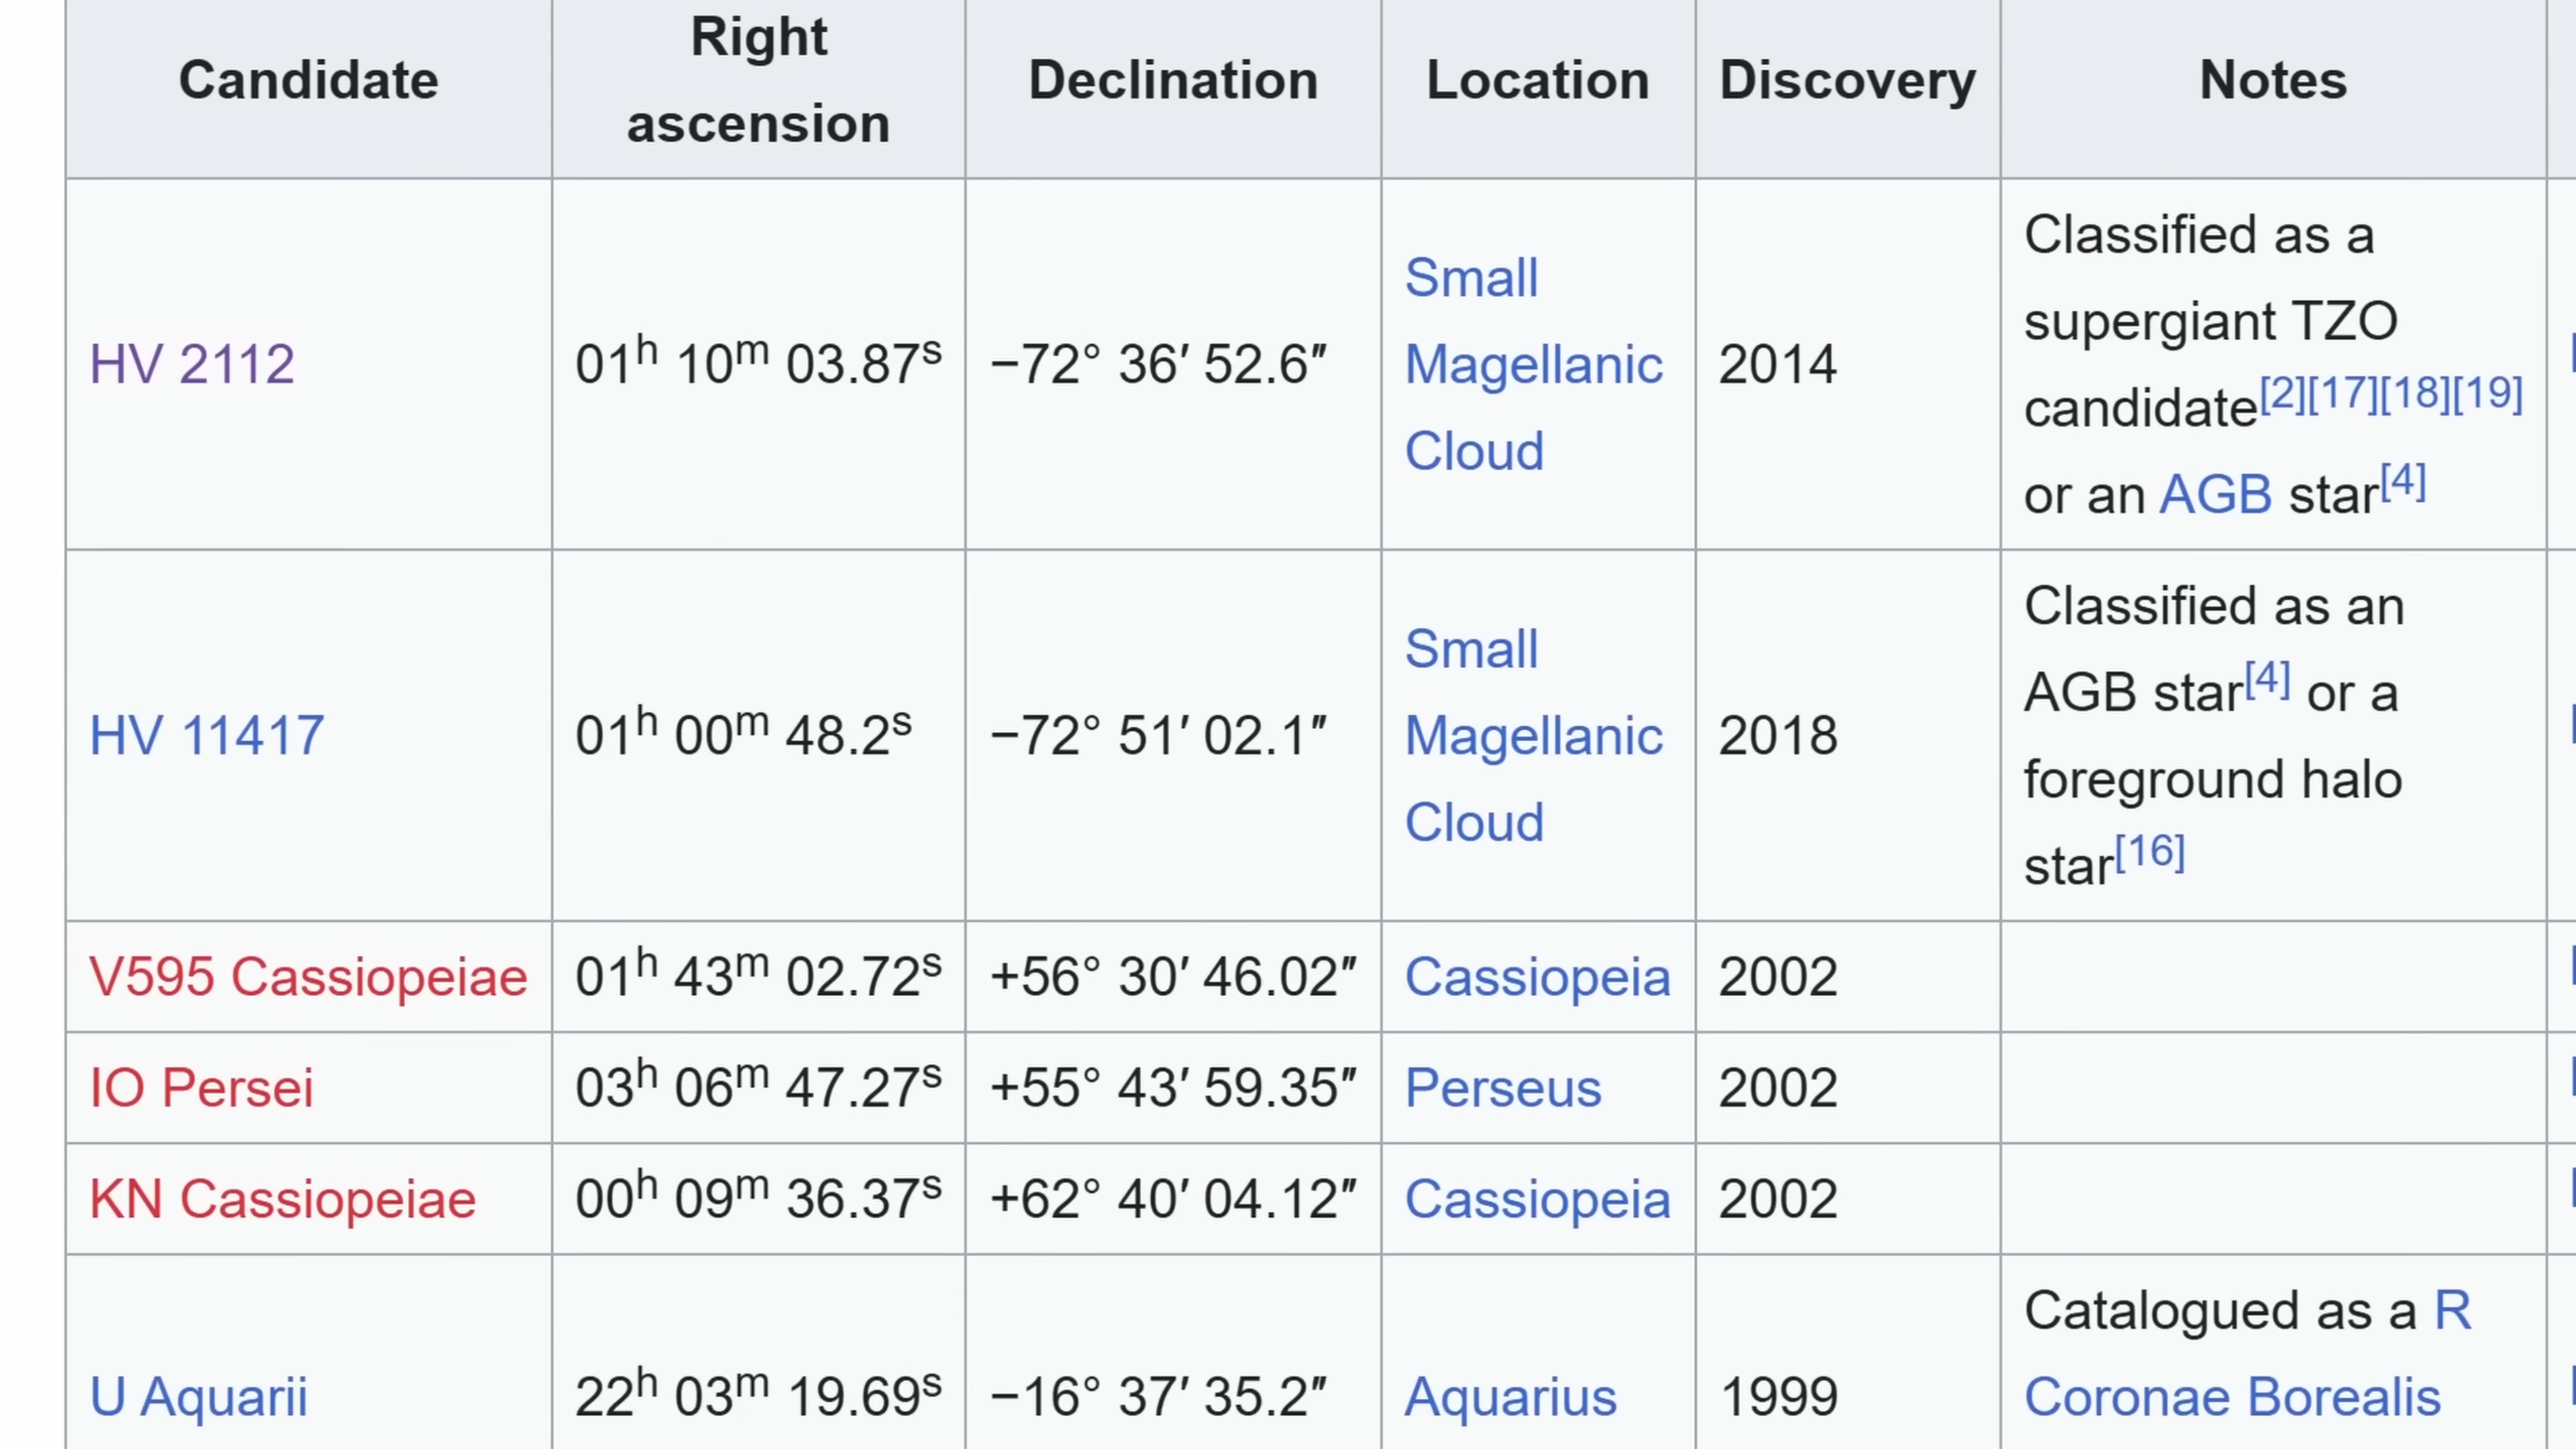 Candidate
Right
ascension
Declination
Location
Discovery
Notes
HV 2112
01h 10m 03.87s
−72° 36′ 52.6″
Small
Magellanic
Cloud
2014
Classified as a
supergiant TZO
candidate[2][17][18][19]
or an AGB star[4]
HV 11417
01h 00m 48.2s
−72° 51′ 02.1″
Small
Magellanic
Cloud
2018
Classified as an
AGB star[4] or a
foreground halo
star[16]
V595 Cassiopeiae
01h 43m 02.72s
+56° 30′ 46.02″
Cassiopeia
2002
IO Persei
03h 06m 47.27s
+55° 43′ 59.35″
Perseus
2002
KN Cassiopeiae
00h 09m 36.37s
+62° 40′ 04.12″
Cassiopeia
2002
U Aquarii
22h 03m 19.69s
−16° 37′ 35.2″
Aquarius
1999
Catalogued as a R
Coronae Borealis